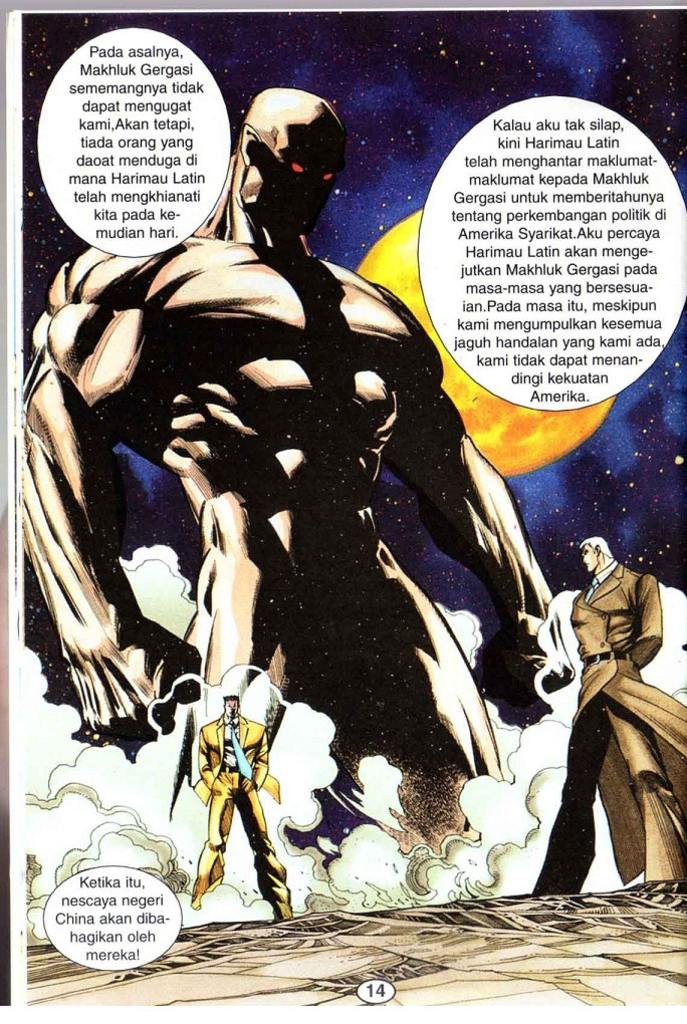 Pada asalnya,
Makhluk Gergasi
sememangnya tidak
dapat mengugat
kami,Akan tetapi,
tiada orang yang
daoat menduga di
mana Harimau Latin
telah mengkhianati
kita pada ke-
mudian hari.
Kalau aku tak silap,
kini Harimau Latin
telah menghantar maklumat-
maklumat kepada Makhluk
Gergasi untuk memberitahunya
tentang perkembangan politik di
Amerika Syarikat.Aku percaya
Harimau Latin akan menge-
jutkan Makhluk Gergasi pada
masa-masa yang bersesua-
ian.Pada masa itu, meskipun
kami mengumpulkan kesemua
jaguh handalan yang kami ada,
kami tidak dapat menan-
dingi kekuatan
Amerika.
Ketika itu,
nescaya negeri
China akan diba-
hagikan oleh
mereka!
14